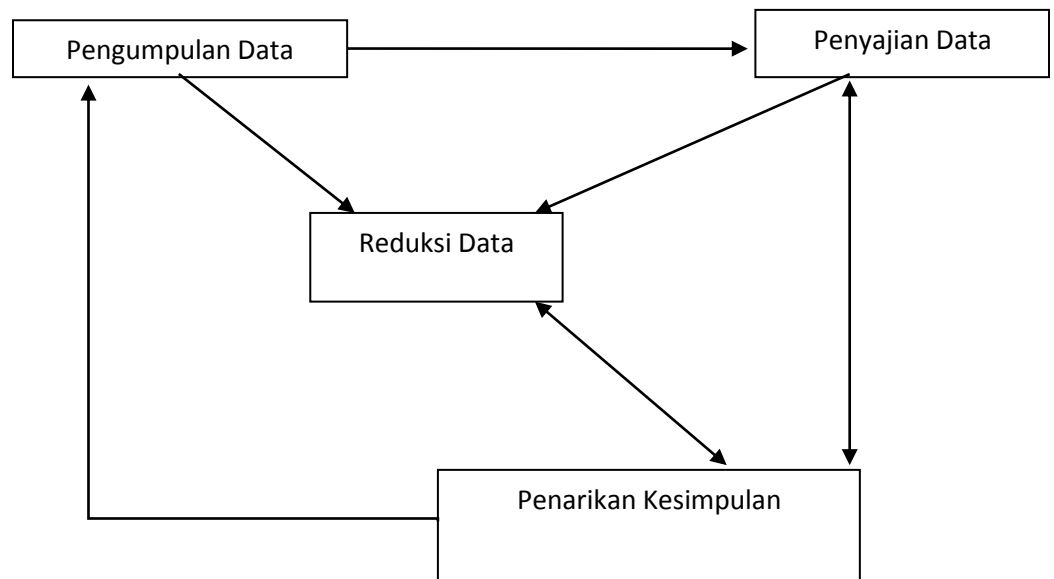 Pengumpulan Data
Penyajian Data
Reduksi Data
Penarikan Kesimpulan